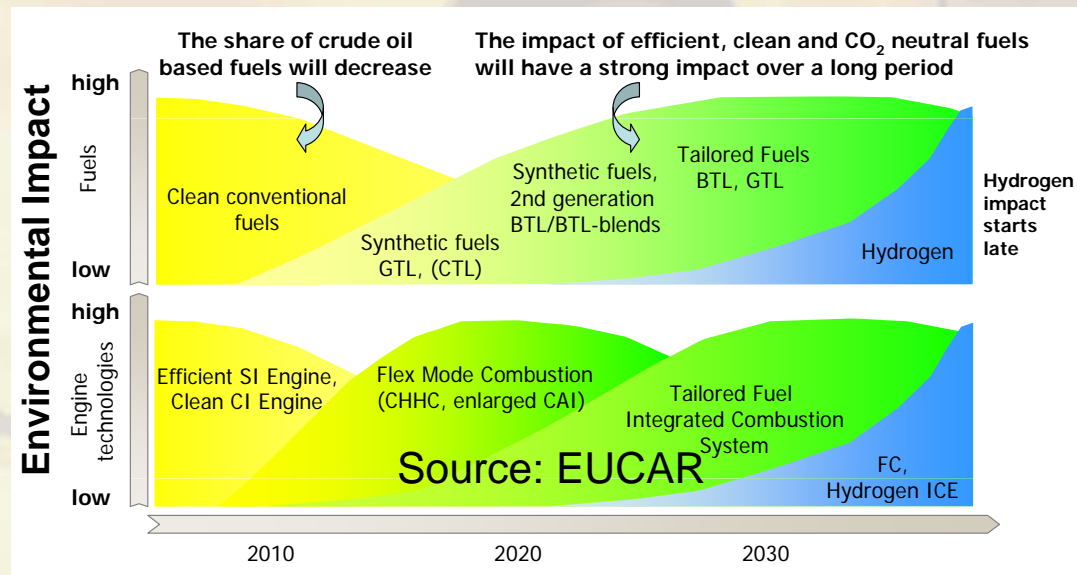 The share of crude oil
based fuels will decrease
The impact of efficient, clean and CO₂ neutral fuels
will have a strong impact over a long period
Environmental Impact
high
Fuels
low
Clean conventional
fuels
Synthetic fuels
GTL, (CTL)
Synthetic fuels,
2nd generation
BTL/BTL-blends
Tailored Fuels
BTL, GTL
Hydrogen
Hydrogen
impact
starts
late
high
Engine
technologies
low
Efficient SI Engine,
Clean CI Engine
Flex Mode Combustion
(CHHC, enlarged CAI)
Tailored Fuel
Integrated Combustion
System
FC,
Hydrogen ICE
Source: EUCAR
2010
2020
2030